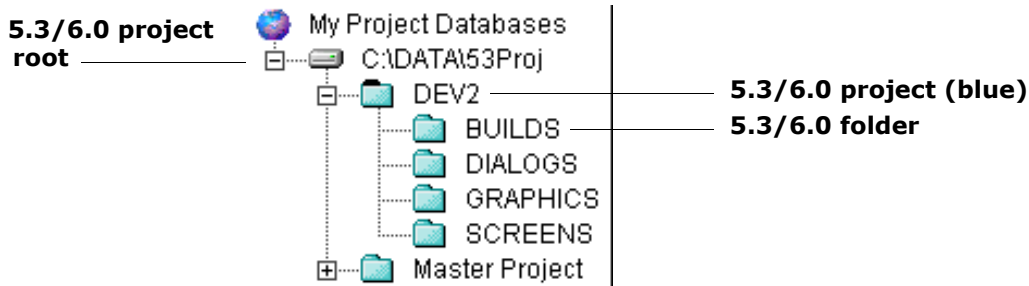 5.3/6.0 project
root
My Project Databases
C:\DATA\53Proj
DEV2
5.3/6.0 project (blue)
BUILDS
5.3/6.0 folder
DIALOGS
GRAPHICS
SCREENS
Master Project